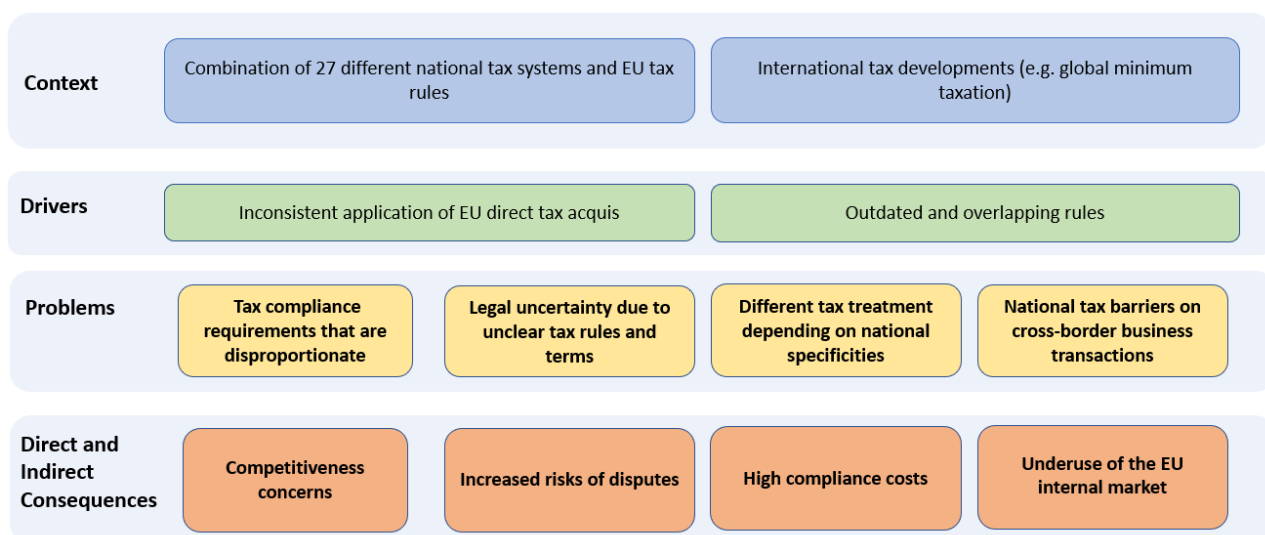 Context
Combination of 27 different national tax systems and EU tax
rules
International tax developments (e.g. global minimum
taxation)
Drivers
Inconsistent application of EU direct tax acquis
Outdated and overlapping rules
Problems
Tax compliance
requirements that are
disproportionate
Legal uncertainty due to
unclear tax rules and
terms
Different tax treatment
depending on national
specificities
National tax barriers on
cross-border business
transactions
Direct and
Indirect
Consequences
Competitiveness
concerns
Increased risks of disputes
High compliance costs
Underuse of the EU
internal market